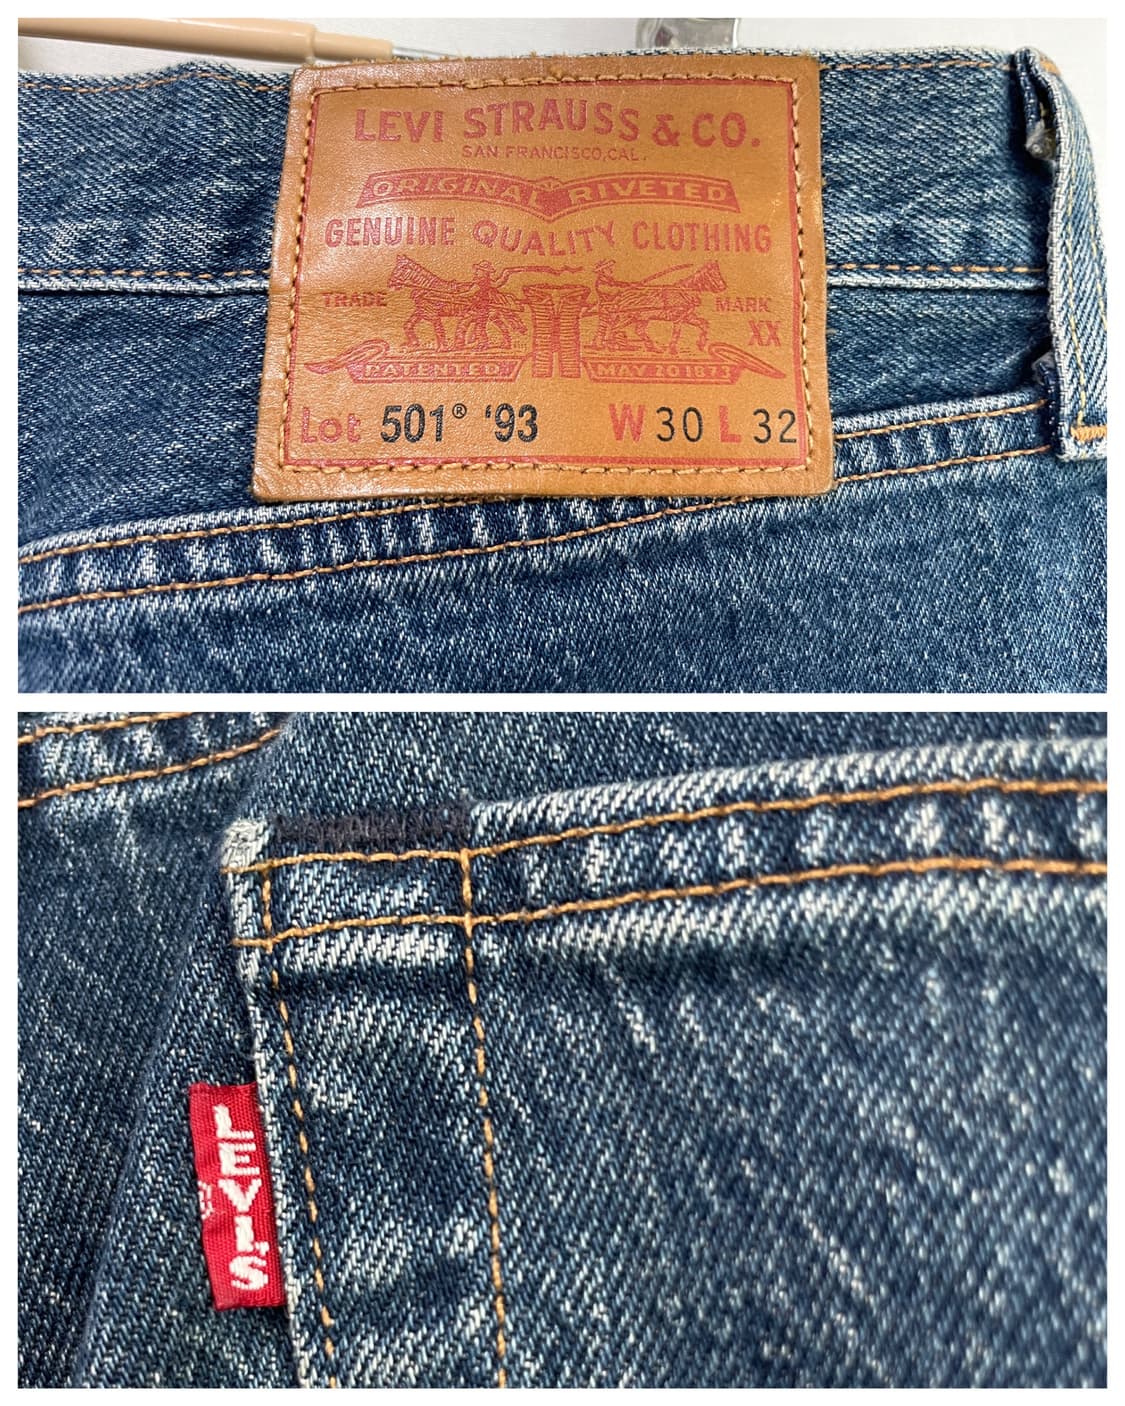 LEVI STRAUSS & CO.
SAN FRANCISCO, CAL.
ORIGINAL RIVETED
GENUINE QUALITY CLOTHING
TRADE MARK
XX
PATENTED MAY 20 1873
Lot 501® '93 W 30 L 32
LEVI'S
®